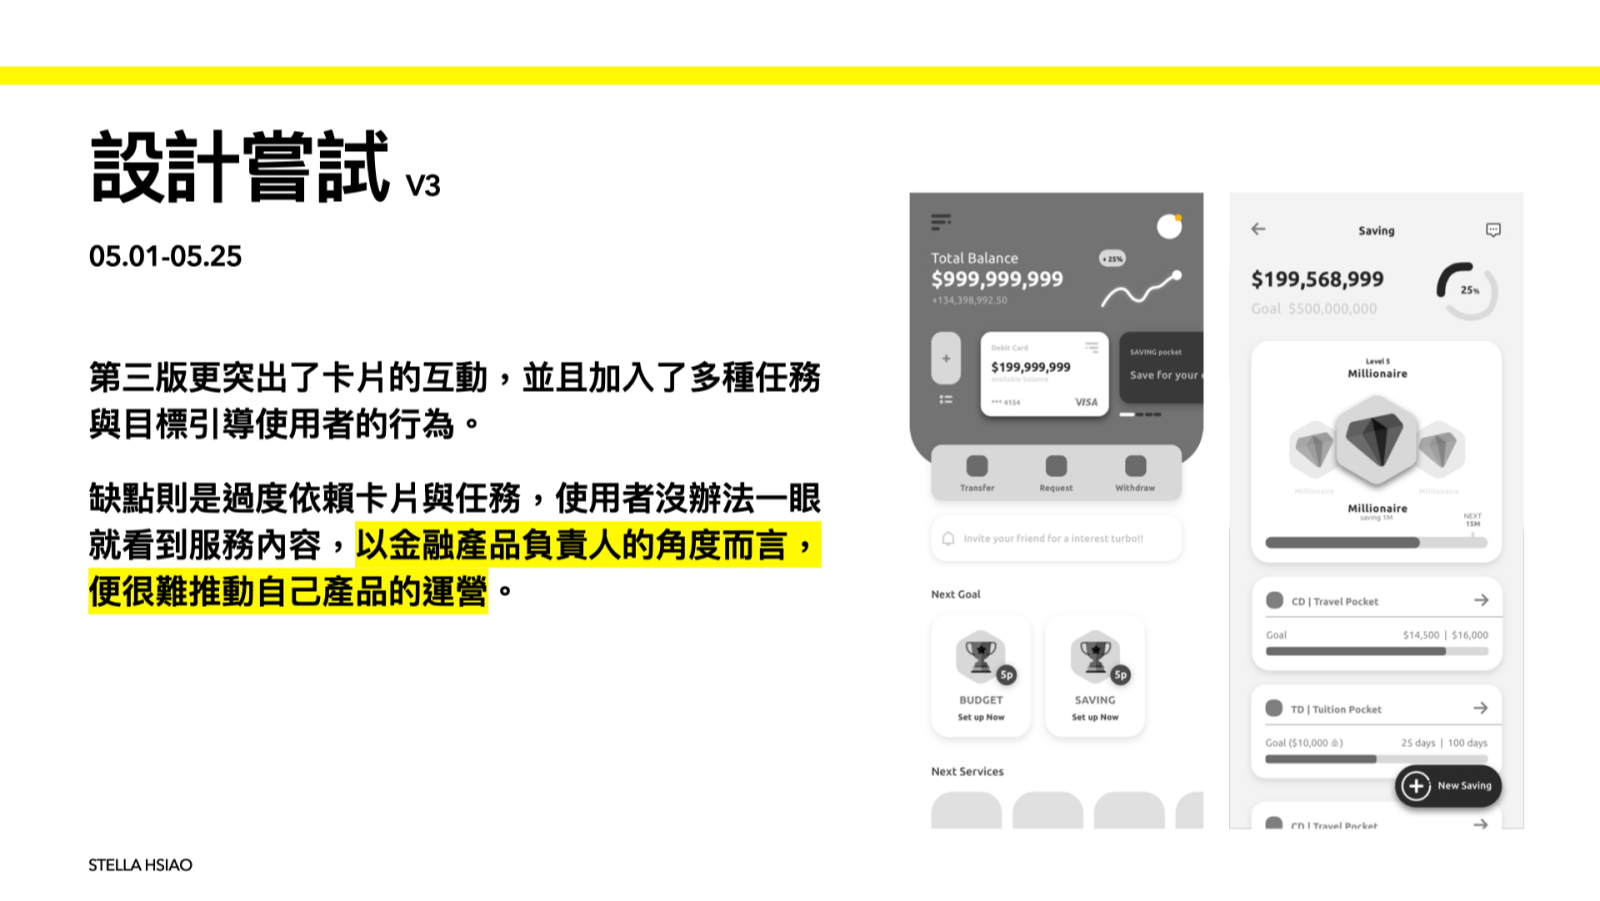 設計嘗試 V3
05.01-05.25
第三版更突出了卡片的互動，並且加入了多種任務
與目標引導使用者的行為。
缺點則是過度依賴卡片與任務，使用者沒辦法一眼
就看到服務內容，以金融產品負責人的角度而言，
便很難推動自己產品的運營。
STELLA HSIAO
Total Balance
$999,999,999
+134,398,992.50
+ 25%
+
Debit Card
$199,999,999
available balance
*** 4154 VISA
SAVING pocket
Save for your
Transfer Request Withdraw
Invite your friend for a interest turbo!!
Next Goal
5p 5p
BUDGET SAVING
Set up Now Set up Now
Next Services
Saving
$199,568,999
Goal $500,000,000
25%
Level 5
Millionaire
Millionaire Millionaire
Millionaire
saving 1M
NEXT
15M
CD | Travel Pocket
Goal $14,500 | $16,000
TD | Tuition Pocket
Goal ($10,000) 25 days | 100 days
New Saving
CD | Travel Pocket